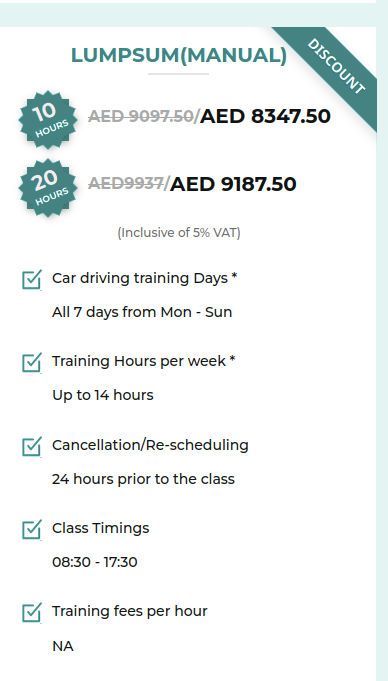 LUMPSUM(MANUAL)
DISCOUNT
10
HOURS
AED 9097.50/AED 8347.50
20
HOURS
AED9937/AED 9187.50
(Inclusive of 5% VAT)
Car driving training Days *
All 7 days from Mon - Sun
Training Hours per week *
Up to 14 hours
Cancellation/Re-scheduling
24 hours prior to the class
Class Timings
08:30 - 17:30
Training fees per hour
NA